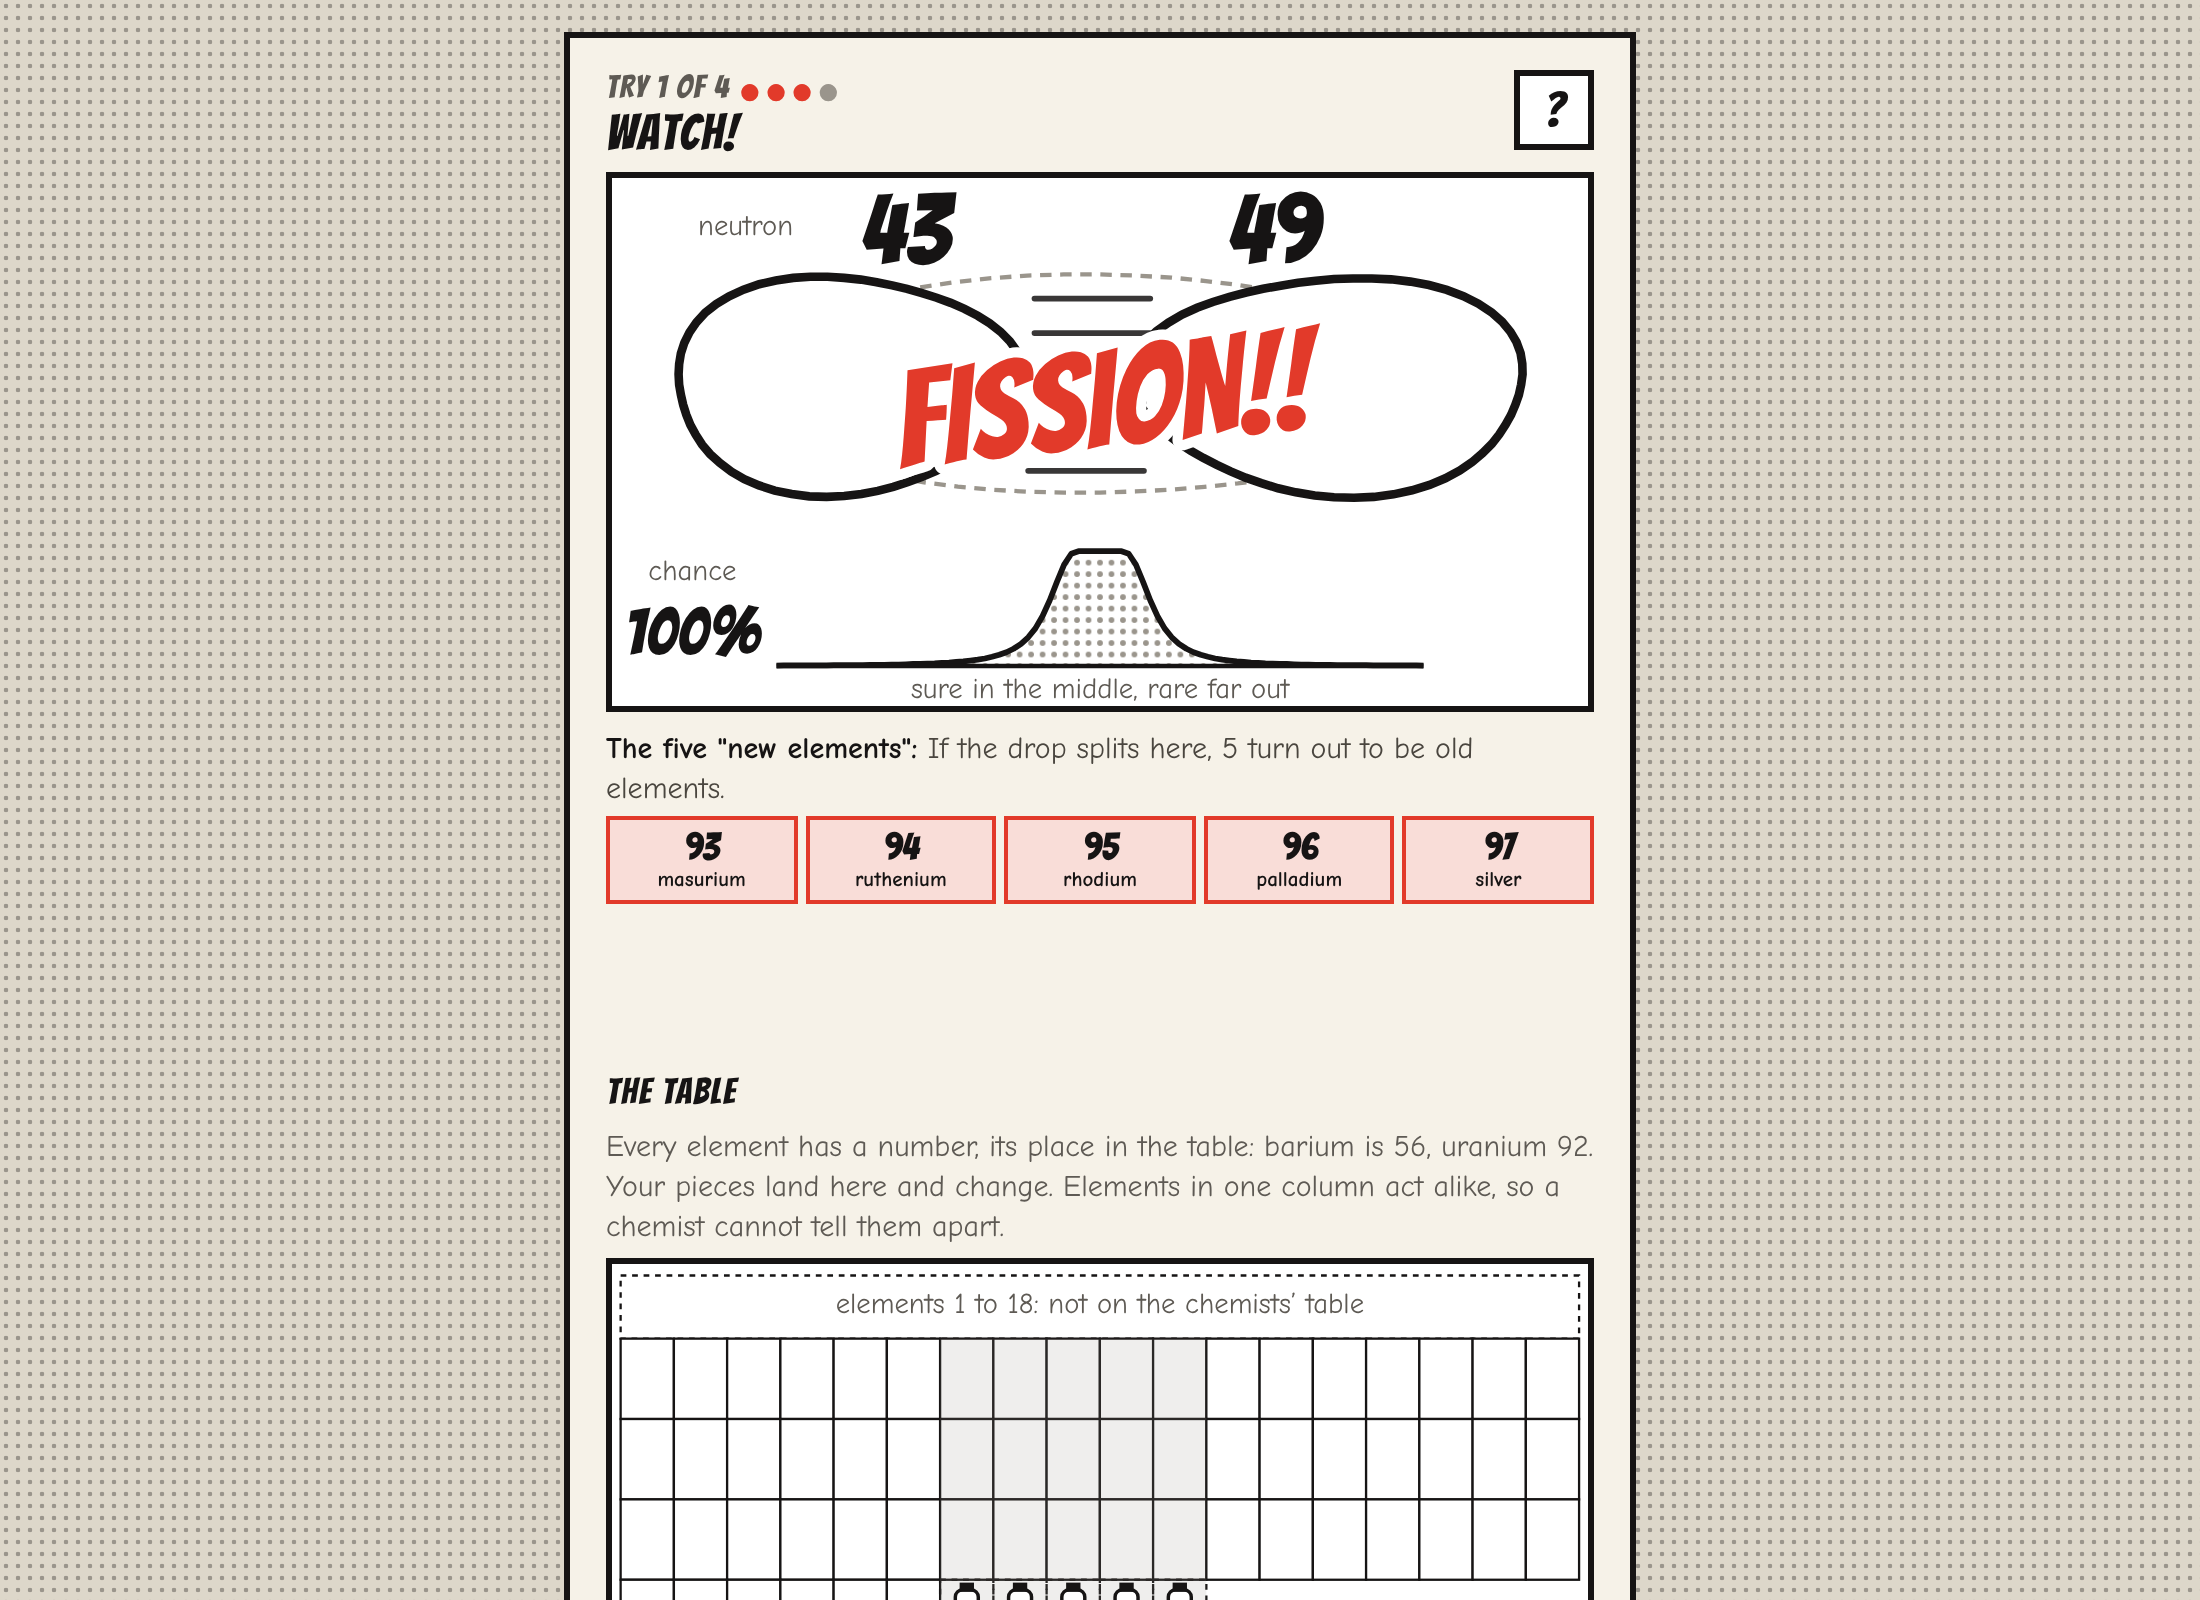 TRY 1 OF 4
WATCH!
?
neutron
43
49
FISSION!!
chance
100%
sure in the middle, rare far out
The five "new elements": If the drop splits here, 5 turn out to be old
elements.
93
masurium
94
ruthenium
95
rhodium
96
palladium
97
silver
THE TABLE
Every element has a number, its place in the table: barium is 56, uranium 92.
Your pieces land here and change. Elements in one column act alike, so a
chemist cannot tell them apart.
elements 1 to 18: not on the chemists' table